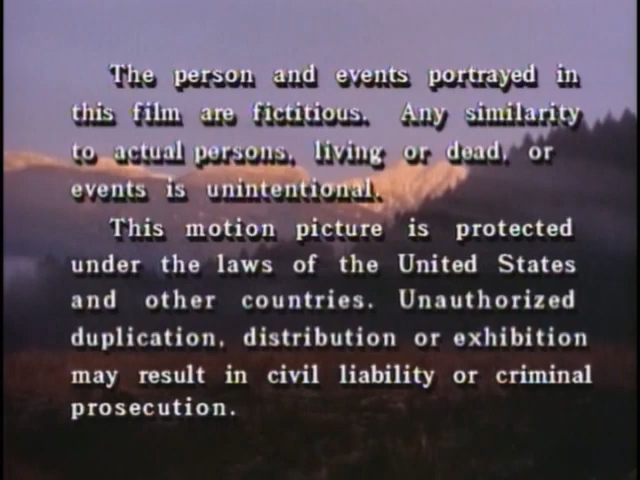 The person and events portrayed in
this film are fictitious. Any similarity
to actual persons, living or dead, or
events is unintentional.
This motion picture is protected
under the laws of the United States
and other countries. Unauthorized
duplication, distribution or exhibition
may result in civil liability or criminal
prosecution.